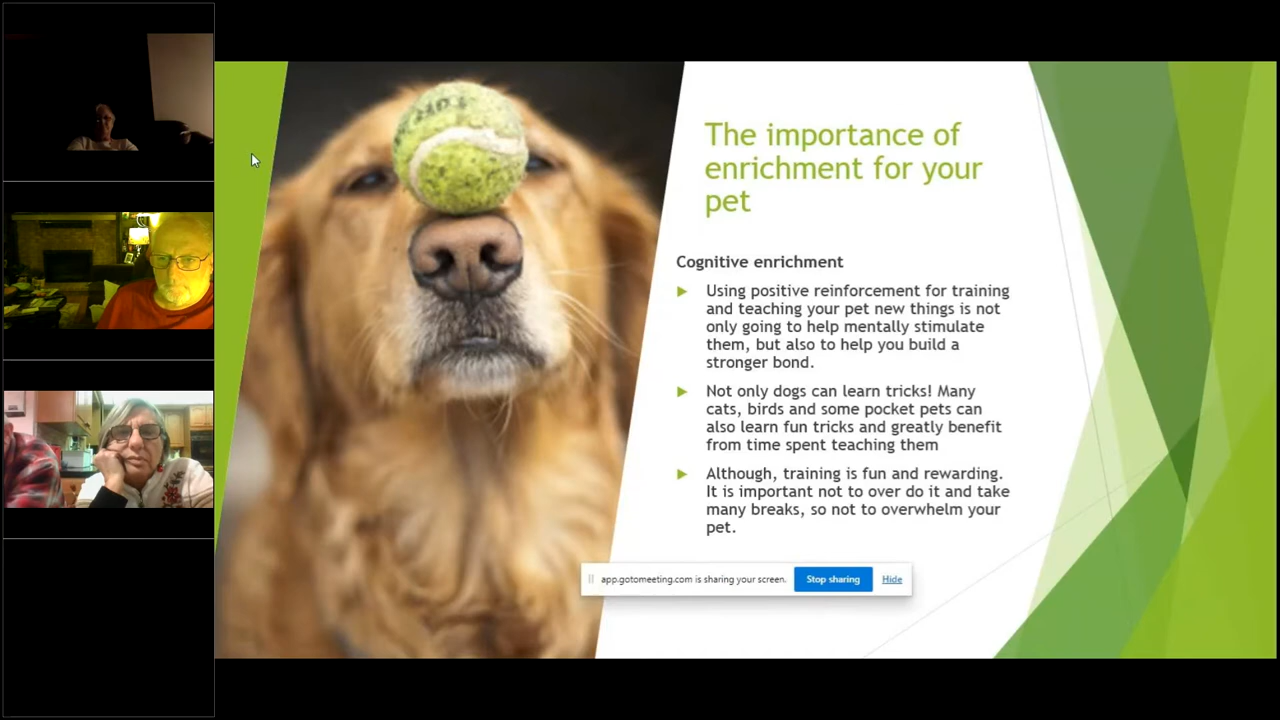 The importance of
enrichment for your
pet
Cognitive enrichment
Using positive reinforcement for training
and teaching your pet new things is not
only going to help mentally stimulate
them, but also to help you build a
stronger bond.
Not only dogs can learn tricks! Many
cats, birds and some pocket pets can
also learn fun tricks and greatly benefit
from time spent teaching them
Although, training is fun and rewarding.
It is important not to over do it and take
many breaks, so not to overwhelm your
pet.
app.gotomeeting.com is sharing your screen. Stop sharing Hide